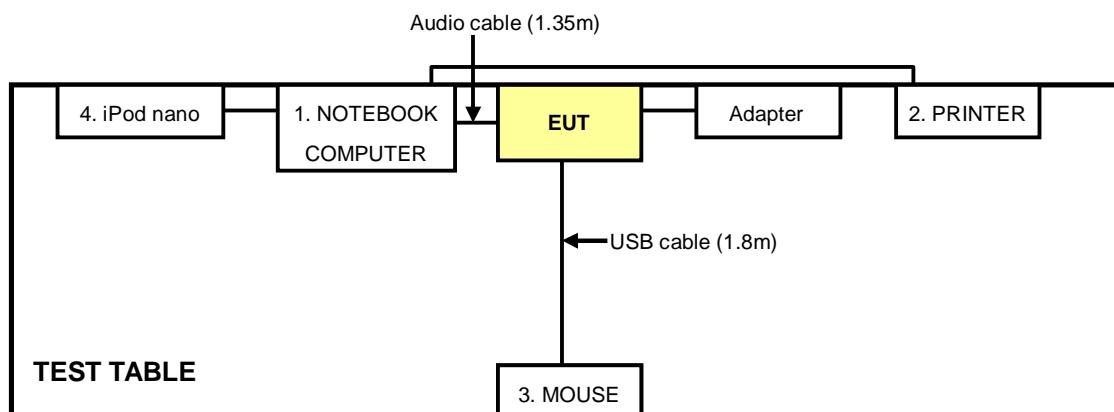 Audio cable (1.35m)
4. iPod nano
1. NOTEBOOK
COMPUTER
EUT
Adapter
2. PRINTER
USB cable (1.8m)
TEST TABLE
3. MOUSE